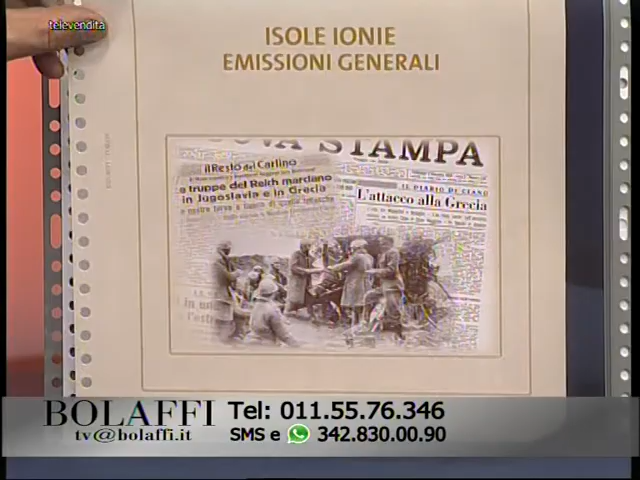 televendita
ISOLE IONIE
EMISSIONI GENERALI
STAMPA
il Resto del Carlino
truppe del Reich marciano
in Jugoslavia e in Grecia
IL DIARIO DI CIANO
L'attacco alla Grecia
BOLAFFI
tv@bolaffi.it
Tel: 011.55.76.346
SMS e 342.830.00.90